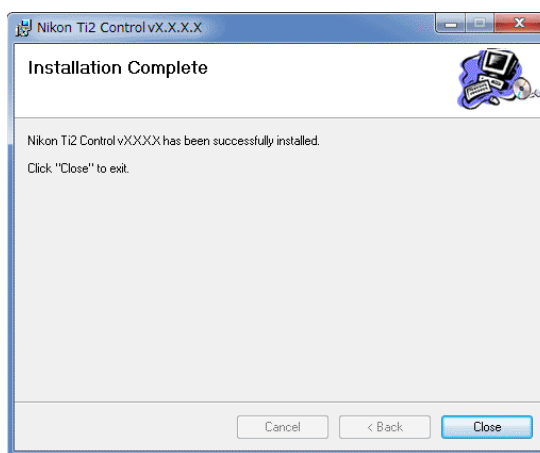 Nikon Ti2 Control vX.X.X.X
Installation Complete
Nikon Ti2 Control vXXXX has been successfully installed.
Click "Close" to exit.
Cancel
< Back
Close